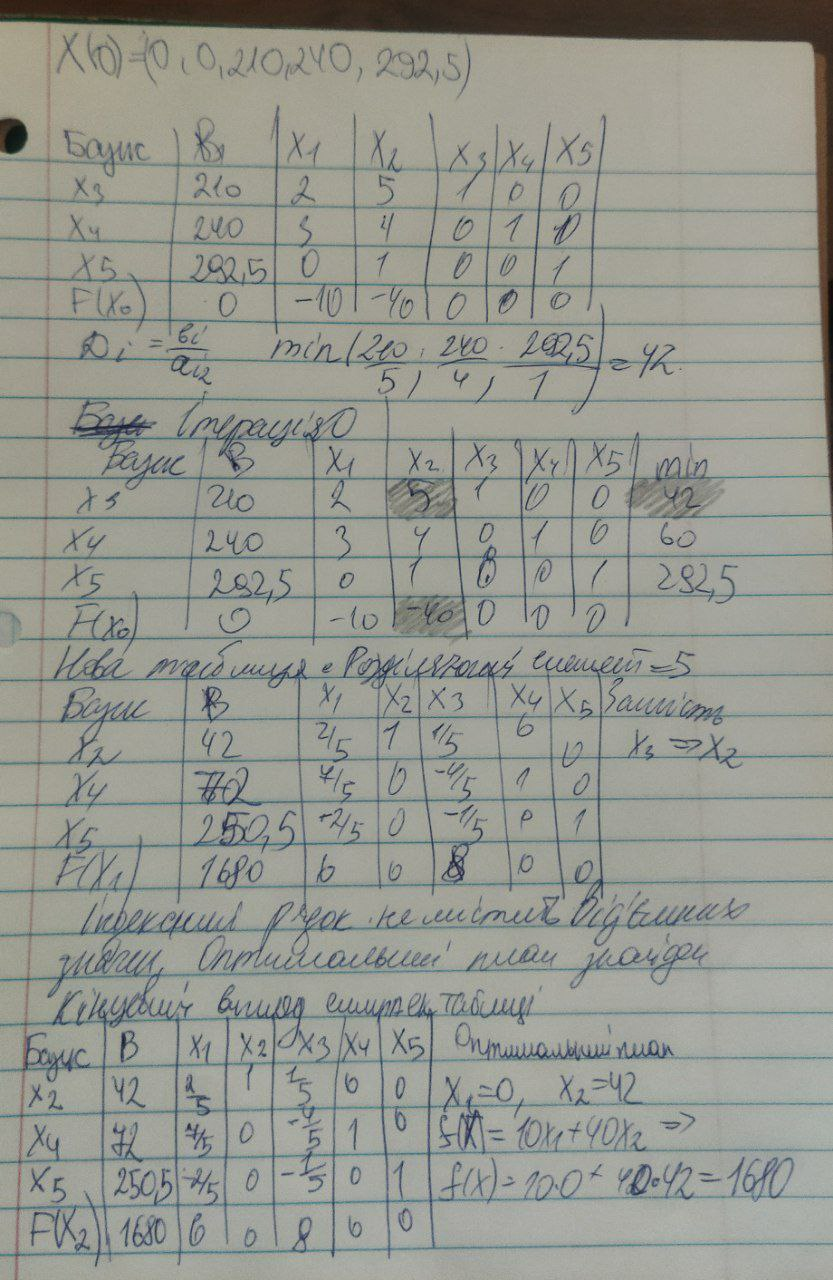 X(0)=(0, 0, 210, 240, 292,5)
Базис B₁ X₁ X₂ X₃ X₄ X₅
X₃ 210 2 5 1 0 0
X₄ 240 3 4 0 1 0
X₅ 292,5 0 1 0 0 1
F(X₀) 0 -10 -40 0 0 0
Di = вi/ai2 min(210/5, 240/4, 292,5/1) = 42.
Ітерація 0
Базис B X₁ X₂ X₃ X₄ X₅ min
X₃ 210 2 5 1 0 0 42
X₄ 240 3 4 0 1 0 60
X₅ 292,5 0 1 0 0 1 292,5
F(X₀) 0 -10 -40 0 0 0
Нова таблиця. елемент =5
Базис B X₁ X₂ X₃ X₄ X₅ Замість
X₂ 42 2/5 1 1/5 0 0 X₃ => X₂
X₄ 72 7/5 0 -4/5 1 0
X₅ 250,5 -2/5 0 -1/5 0 1
F(X₁) 1680 6 0 8 0 0
Індексний рядок не містить від'ємних
значен, Оптимальний план знайден
Кінцевий таблиці
Базис B X₁ X₂ X₃ X₄ X₅ Оптимальний план
X₂ 42 2/5 1 1/5 0 0 X₁=0, X₂=42
X₄ 72 7/5 0 -4/5 1 0 f(X)=10x₁+40x₂ =>
X₅ 250,5 -2/5 0 -1/5 0 1 f(X)=10·0+40·42=1680
F(X₂) 1680 6 0 8 0 0